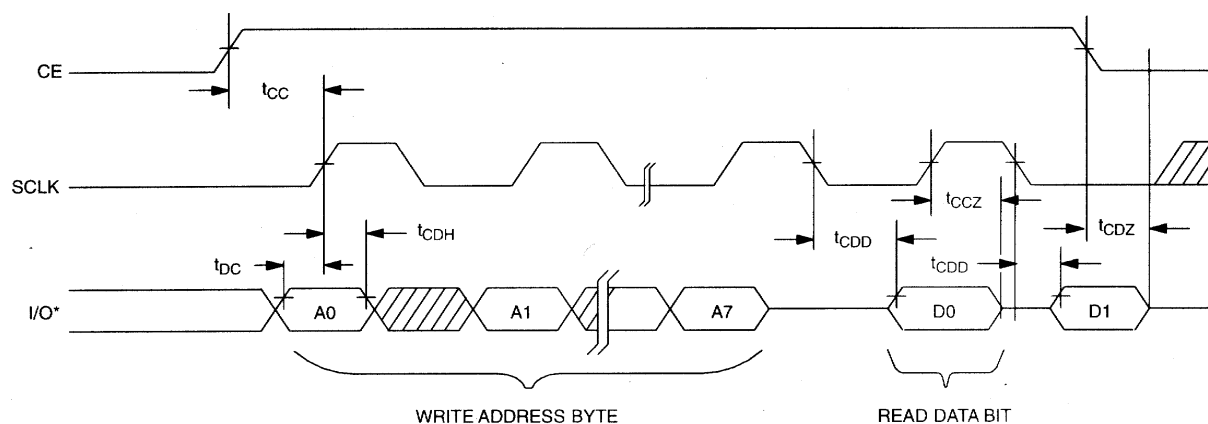 CE
tCC
SCLK
tCCZ
tCDH
tCDD
tCDZ
tDC
tCDD
I/O*
A0
A1
A7
D0
D1
WRITE ADDRESS BYTE
READ DATA BIT